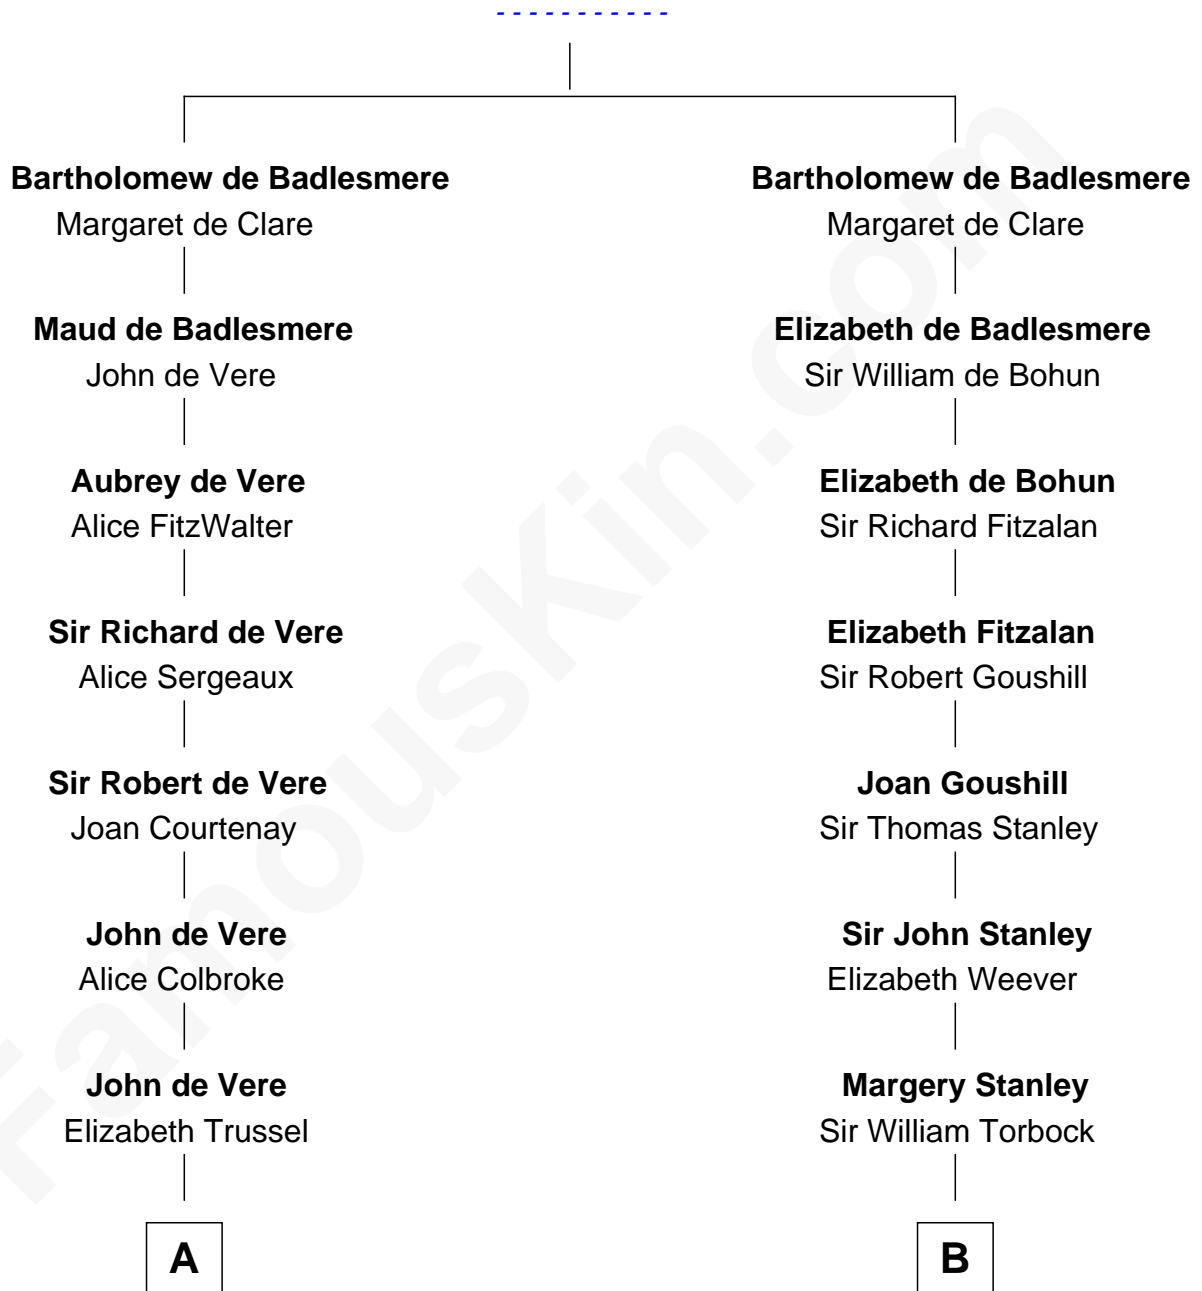 - - - - - - - - - - -
Bartholomew de Badlesmere
Margaret de Clare
Maud de Badlesmere
John de Vere
Aubrey de Vere
Alice FitzWalter
Sir Richard de Vere
Alice Sergeaux
Sir Robert de Vere
Joan Courtenay
John de Vere
Alice Colbroke
John de Vere
Elizabeth Trussel
A
Bartholomew de Badlesmere
Margaret de Clare
Elizabeth de Badlesmere
Sir William de Bohun
Elizabeth de Bohun
Sir Richard Fitzalan
Elizabeth Fitzalan
Sir Robert Goushill
Joan Goushill
Sir Thomas Stanley
Sir John Stanley
Elizabeth Weever
Margery Stanley
Sir William Torbock
B
FamousKin.com